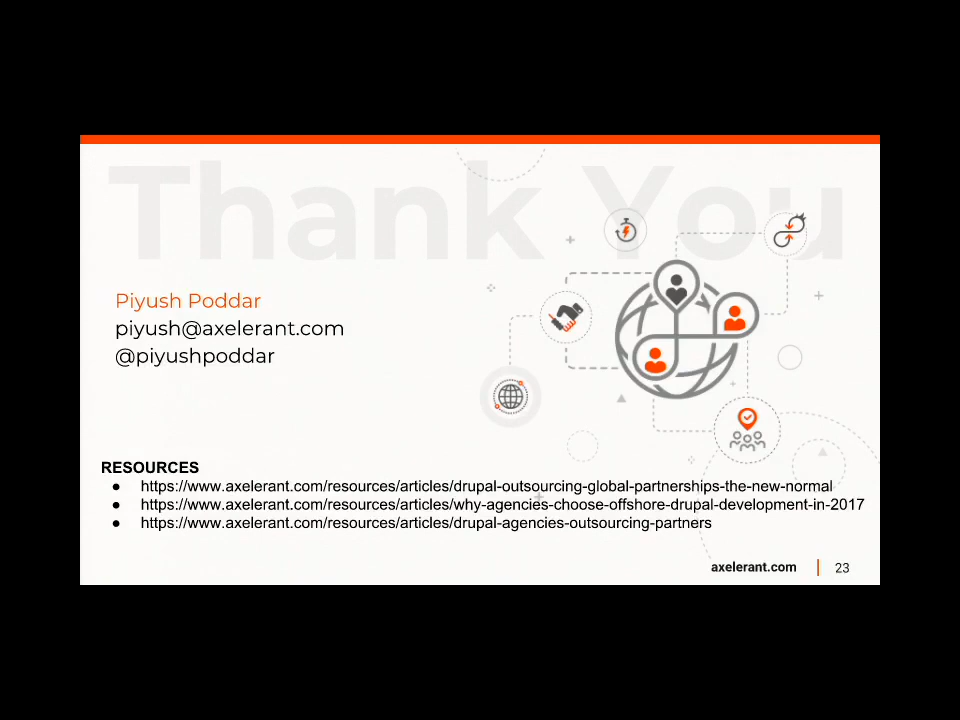 Thank You
Piyush Poddar
piyush@axelerant.com
@piyushpoddar
RESOURCES
● https://www.axelerant.com/resources/articles/drupal-outsourcing-global-partnerships-the-new-normal
● https://www.axelerant.com/resources/articles/why-agencies-choose-offshore-drupal-development-in-2017
● https://www.axelerant.com/resources/articles/drupal-agencies-outsourcing-partners
axelerant.com | 23